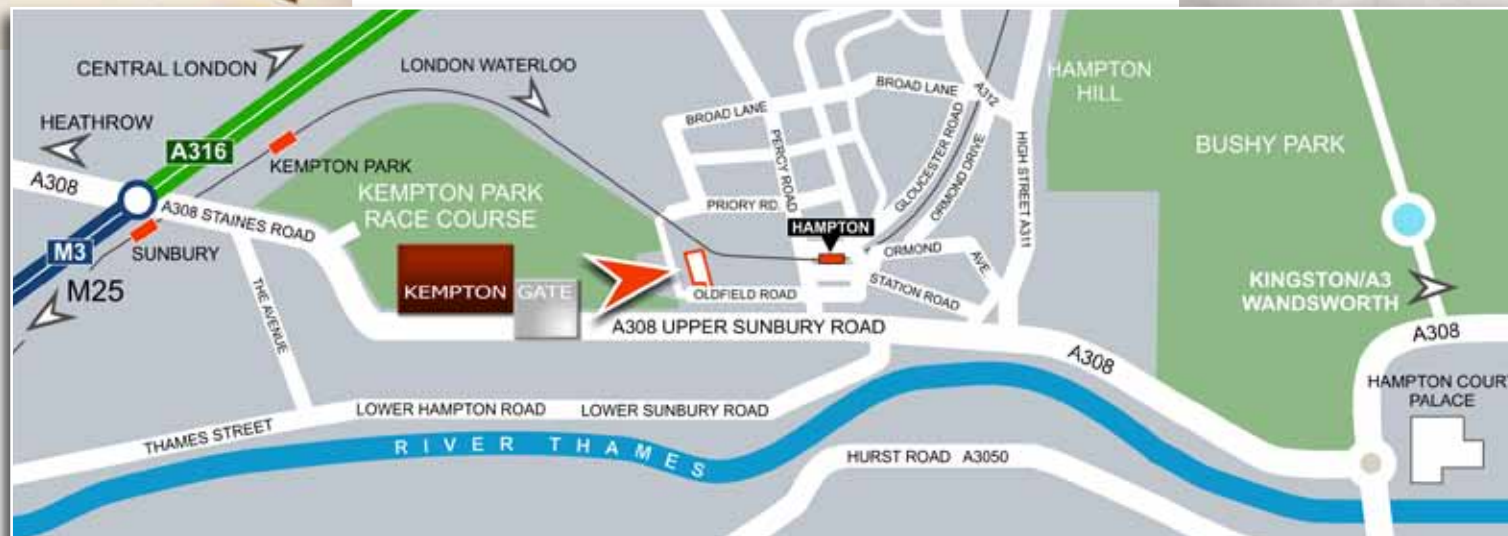 CENTRAL LONDON
LONDON WATERLOO
HEATHROW
A316
KEMPTON PARK
A308
A308 STAINES ROAD
M3
SUNBURY
M25
KEMPTON PARK
RACE COURSE
KEMPTON GATE
THE AVENUE
THAMES STREET
LOWER HAMPTON ROAD
LOWER SUNBURY ROAD
RIVER THAMES
BROAD LANE
BROAD LANE
PERCY ROAD
PRIORY RD.
HAMPTON
OLDFIELD ROAD
A308 UPPER SUNBURY ROAD
GLOUCESTER ROAD
ORMOND DRIVE
A312
HIGH STREET A311
ORMOND
AVE.
STATION ROAD
HAMPTON
HILL
BUSHY PARK
KINGSTON/A3
WANDSWORTH
A308
A308
HAMPTON COURT
PALACE
HURST ROAD A3050